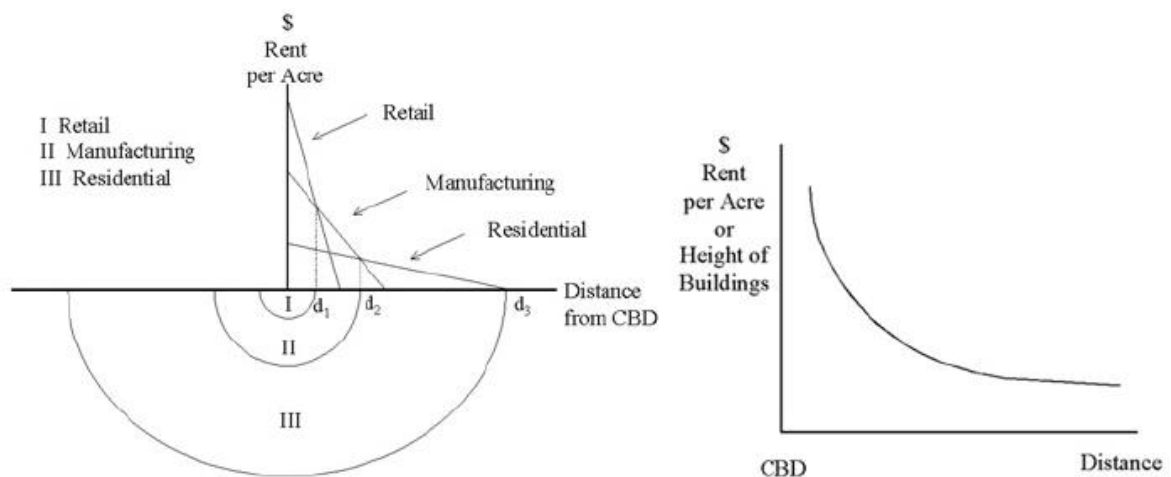 $
Rent
per Acre
I Retail
II Manufacturing
III Residential
Retail
Manufacturing
Residential
I
d1
d2
d3
Distance
from CBD
II
III
$
Rent
per Acre
or
Height of
Buildings
CBD
Distance